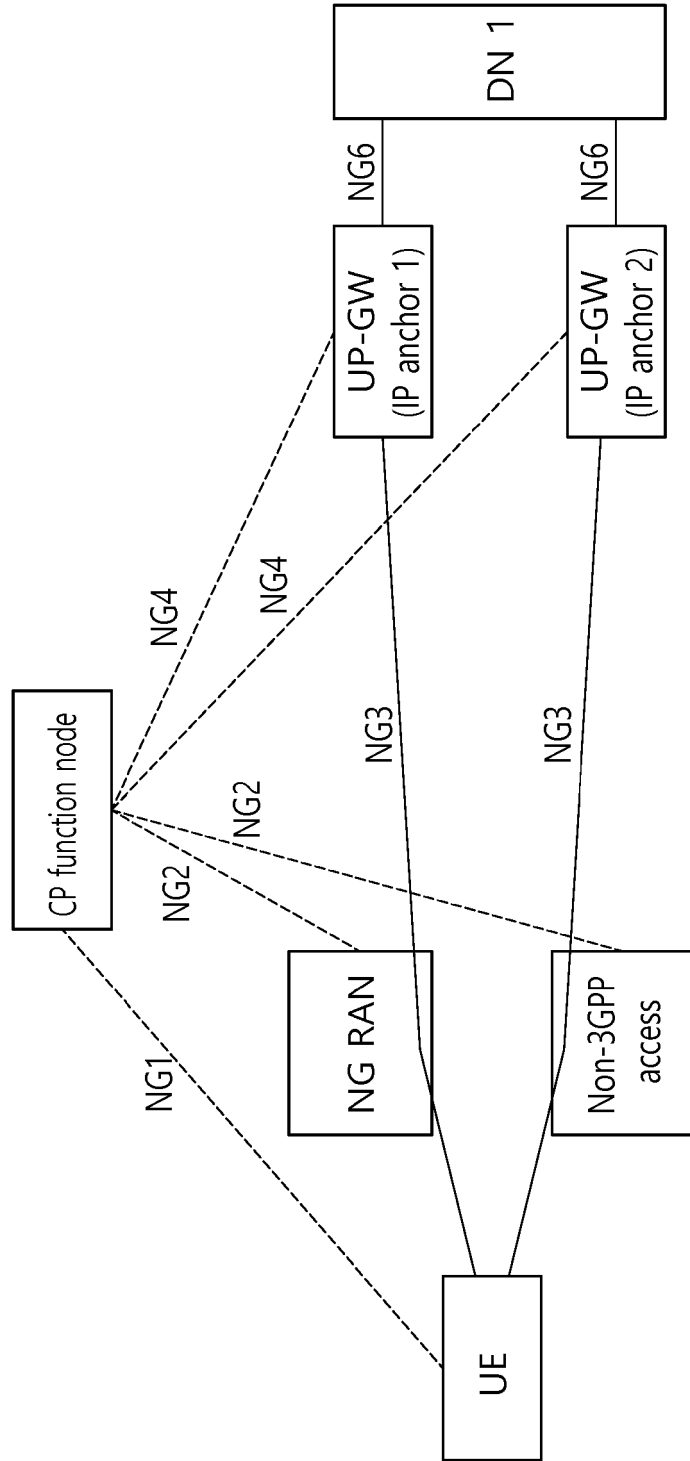 CP function node
NG1
NG2
NG2
NG4
NG4
NG RAN
NG3
UP-GW
(IP anchor 1)
NG6
DN 1
UE
Non-3GPP
access
NG3
UP-GW
(IP anchor 2)
NG6